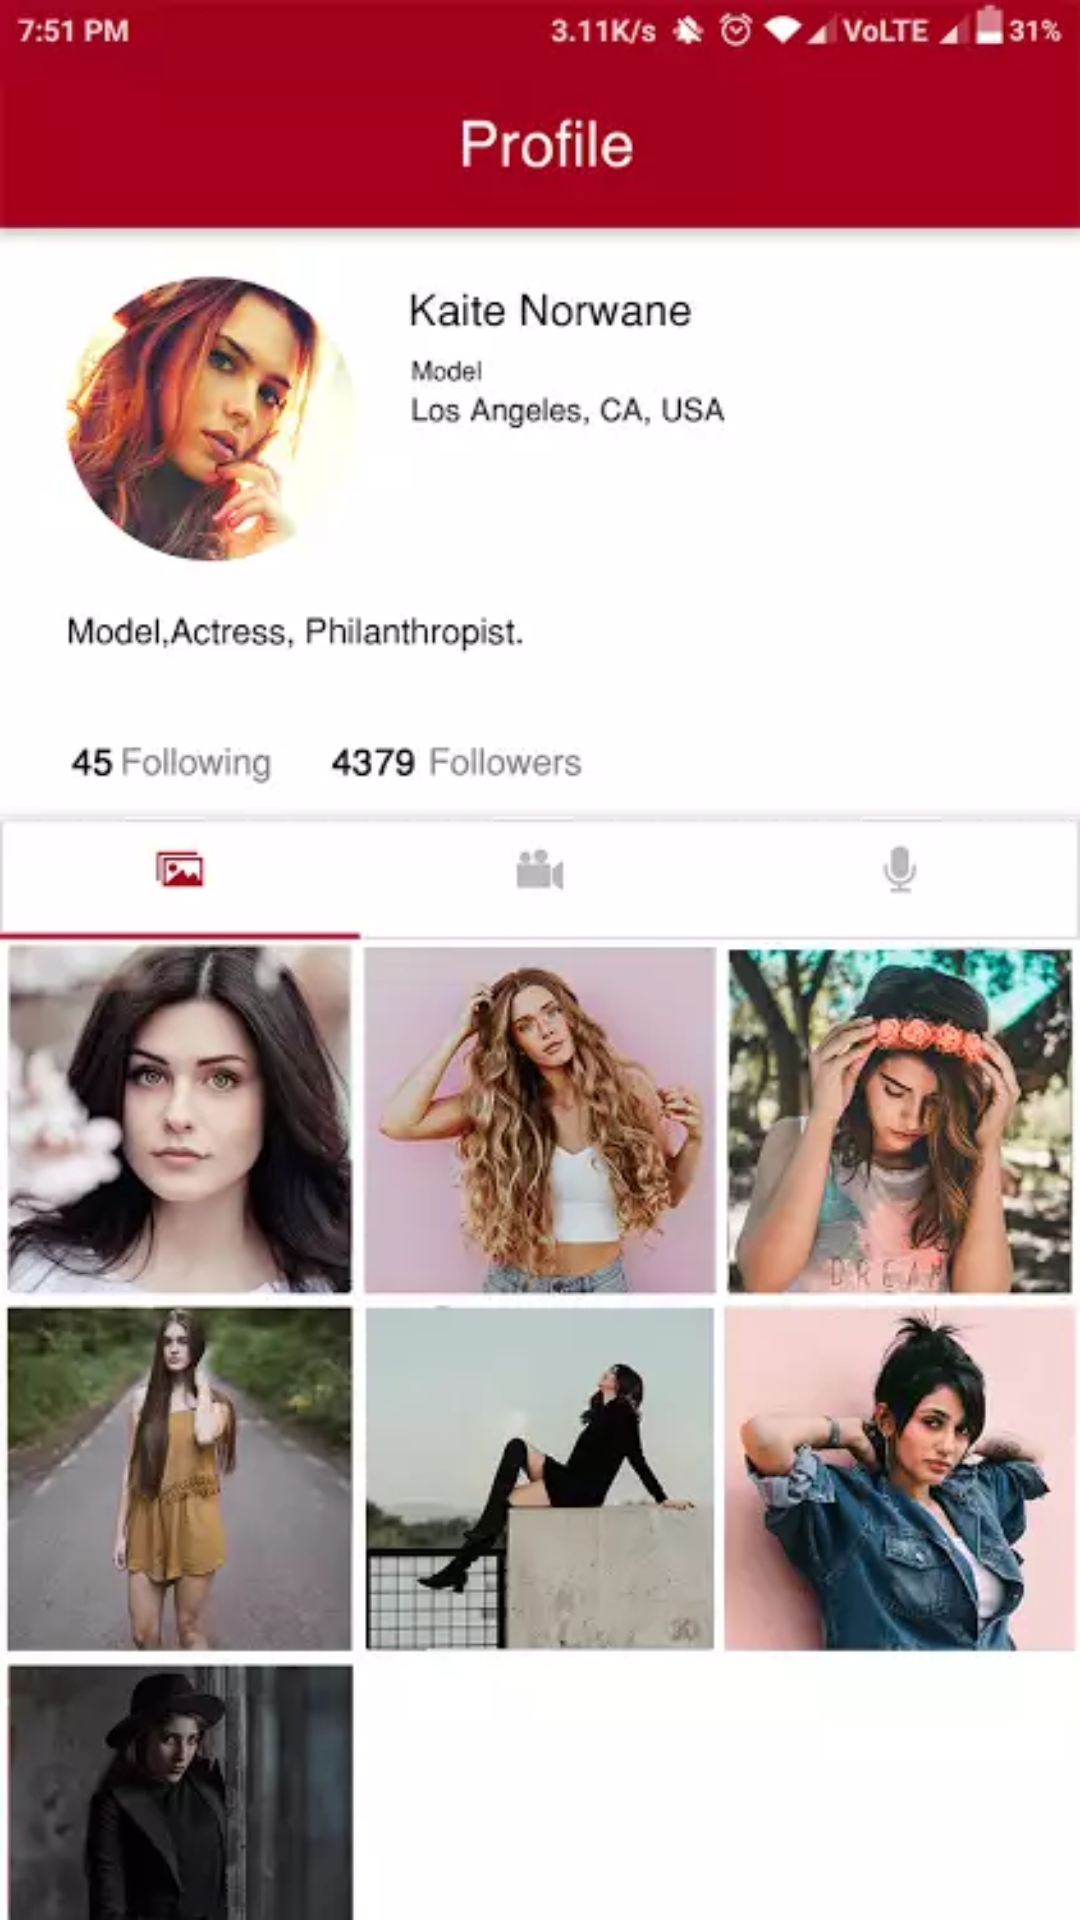 7:51 PM 3.11K/s VoLTE 31%
Profile
Kaite Norwane
Model
Los Angeles, CA, USA
Model,Actress, Philanthropist.
45 Following 4379 Followers
DREAM